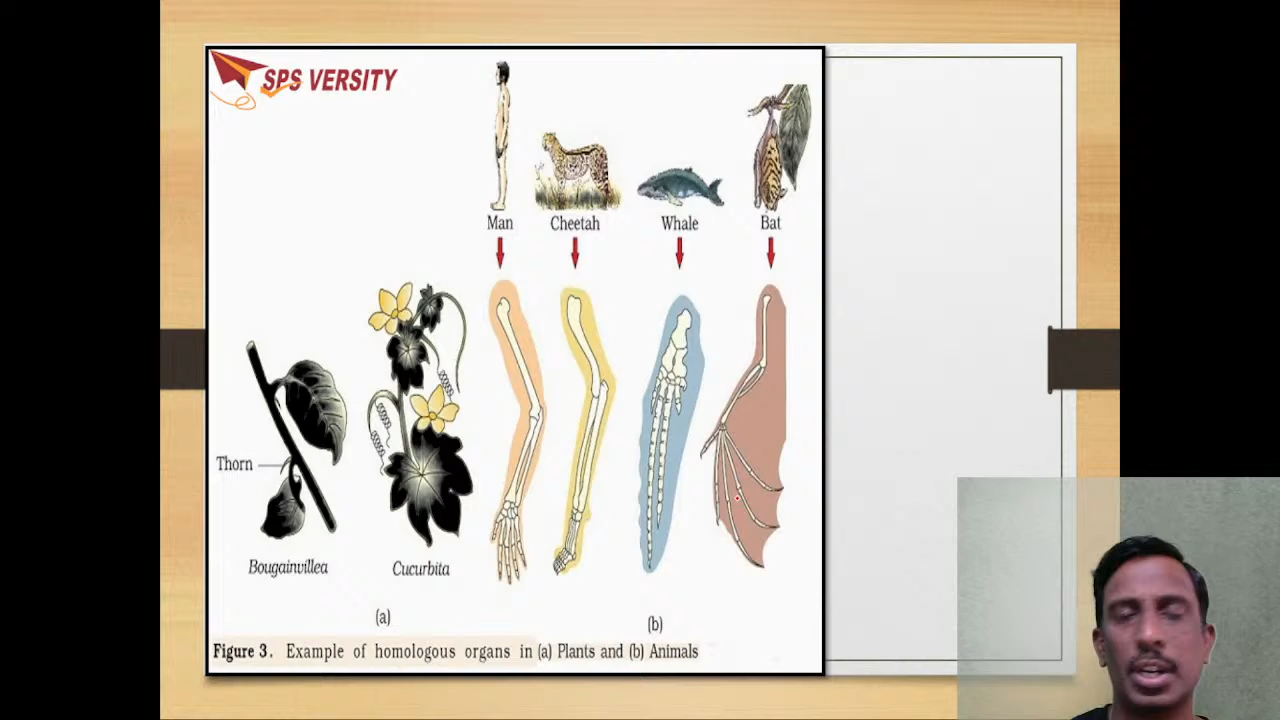 SPS VERSITY
Man Cheetah Whale Bat
Thorn
Bougainvillea Cucurbita
(a) (b)
Figure 3. Example of homologous organs in (a) Plants and (b) Animals